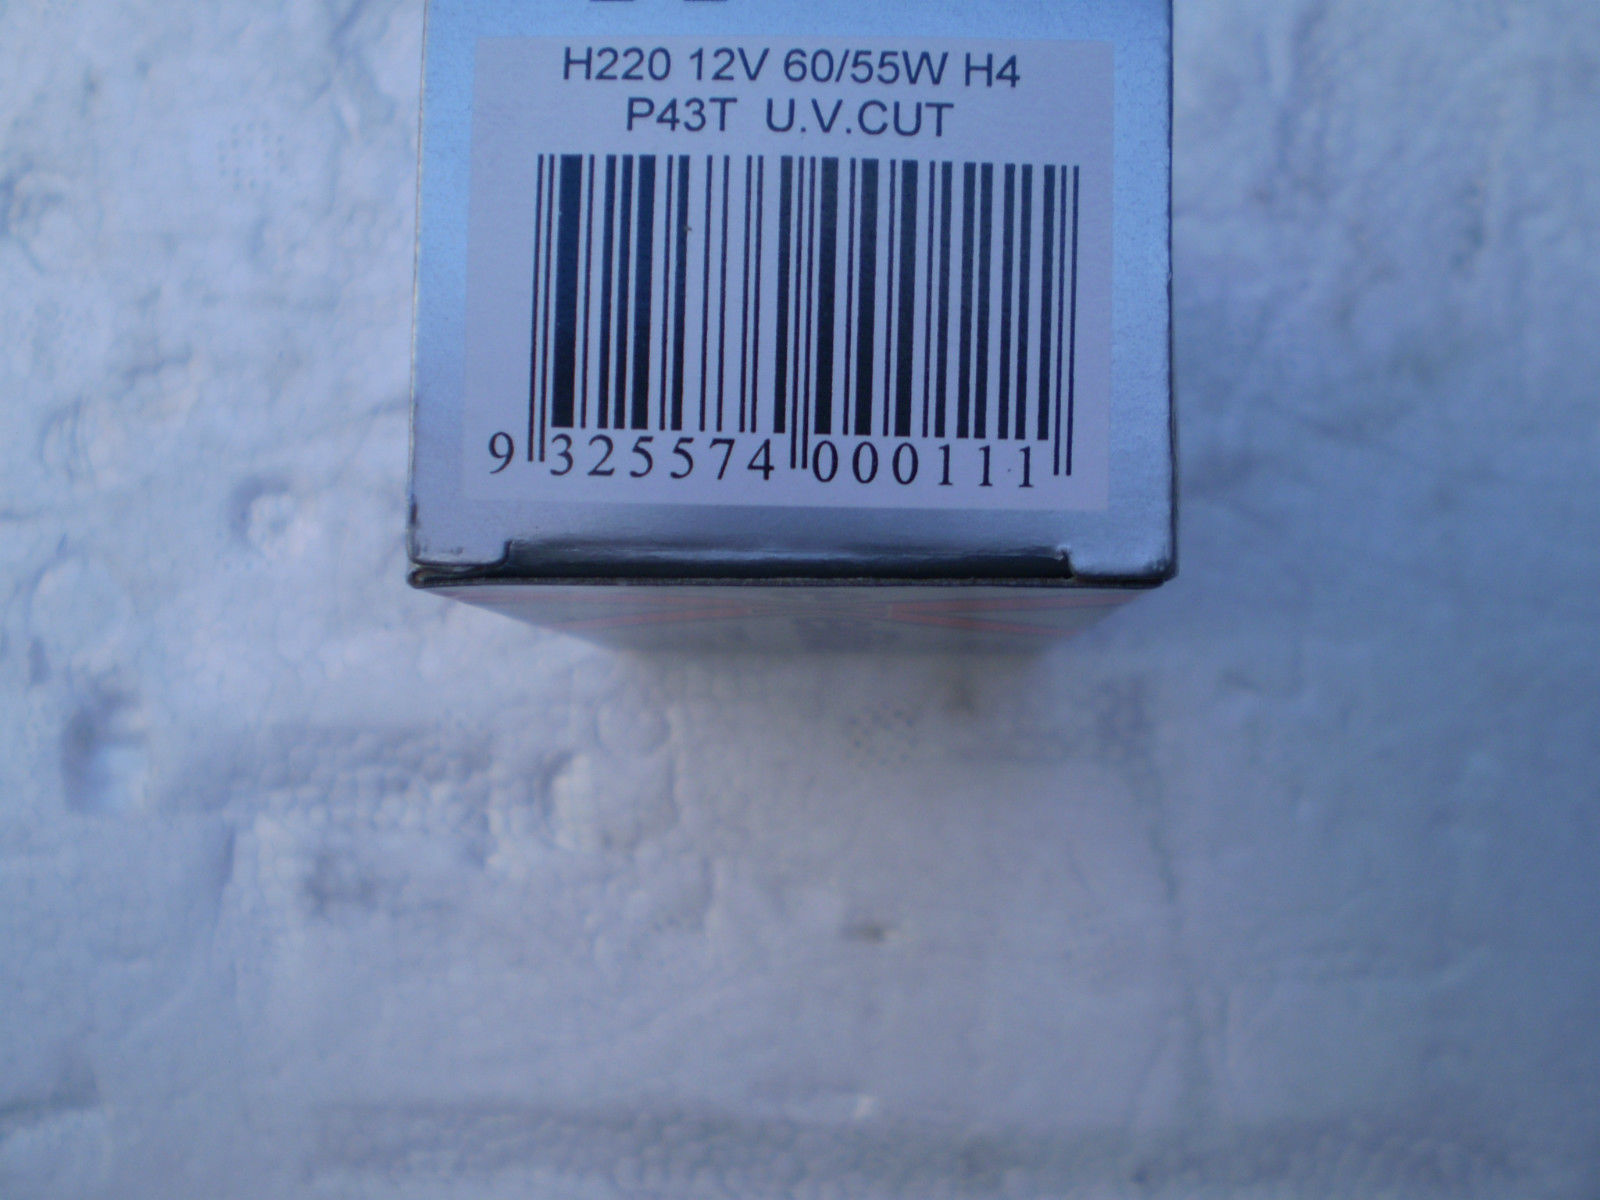 H220 12V 60/55W H4
P43T U.V.CUT
9 325574 000111